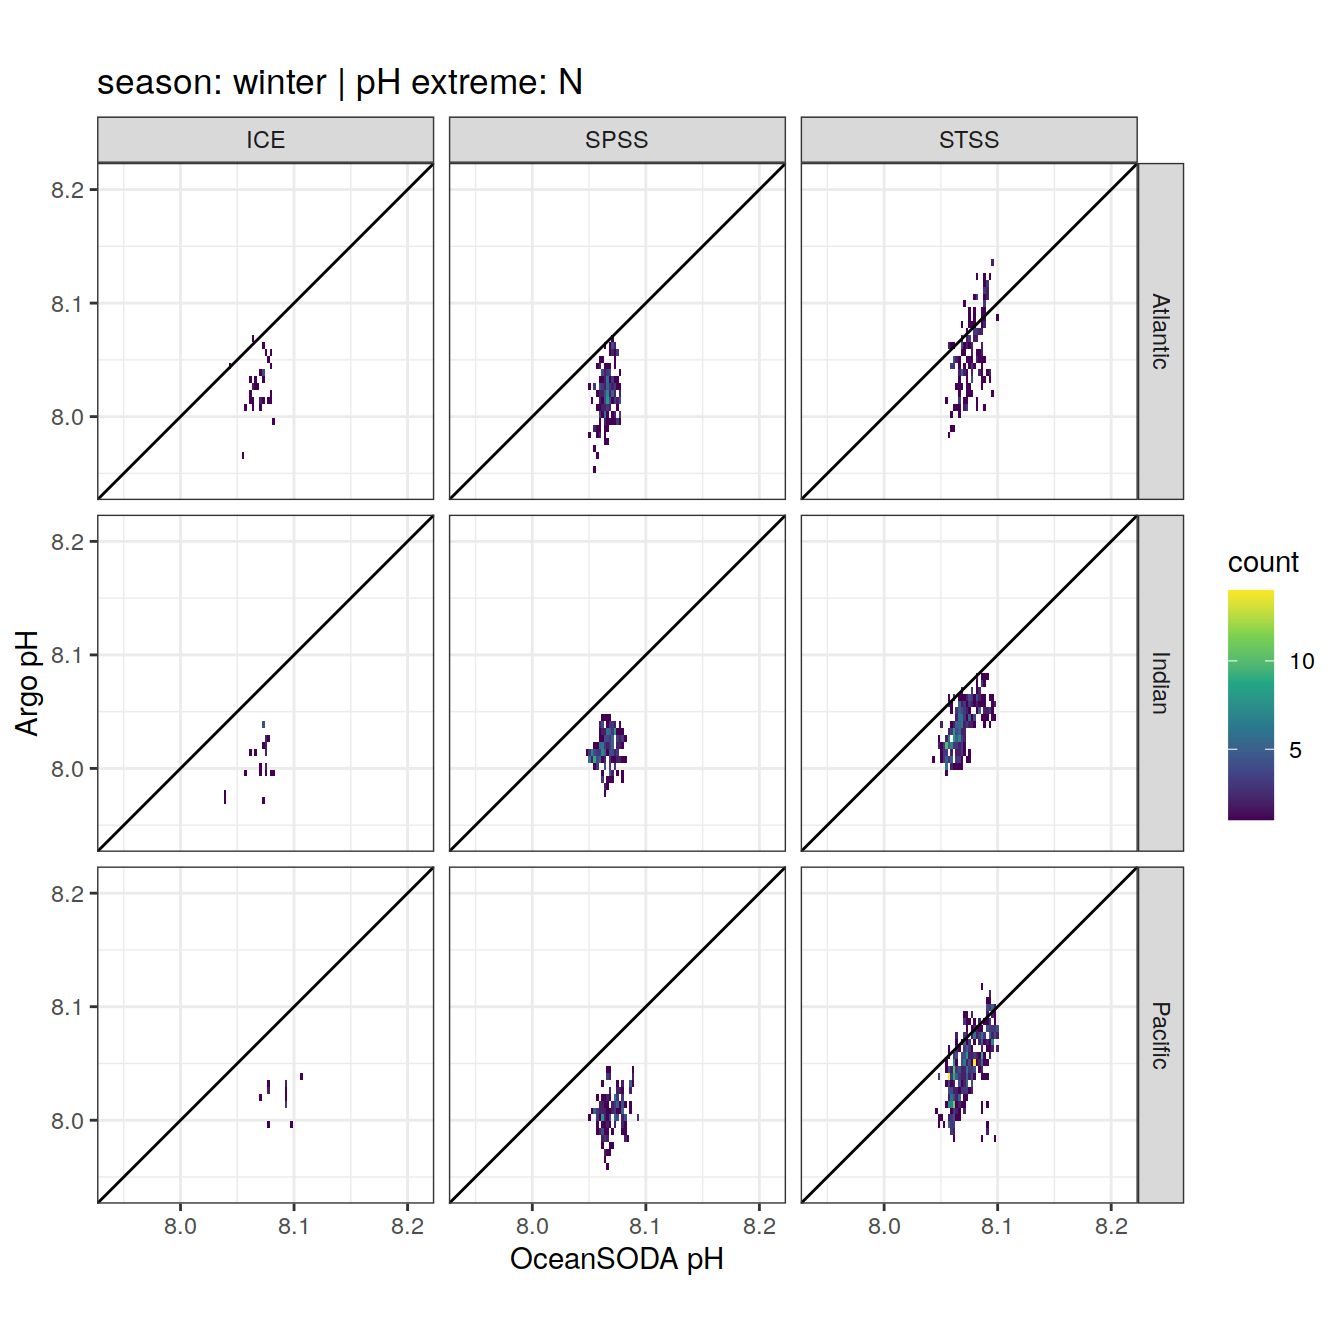 season: winter | pH extreme: N
ICE SPSS STSS
8.2
8.1
8.0
Atlantic
8.2
8.1
8.0
Indian
8.2
8.1
8.0
Pacific
Argo pH
8.0 8.1 8.2 8.0 8.1 8.2 8.0 8.1 8.2
OceanSODA pH
count
10
5